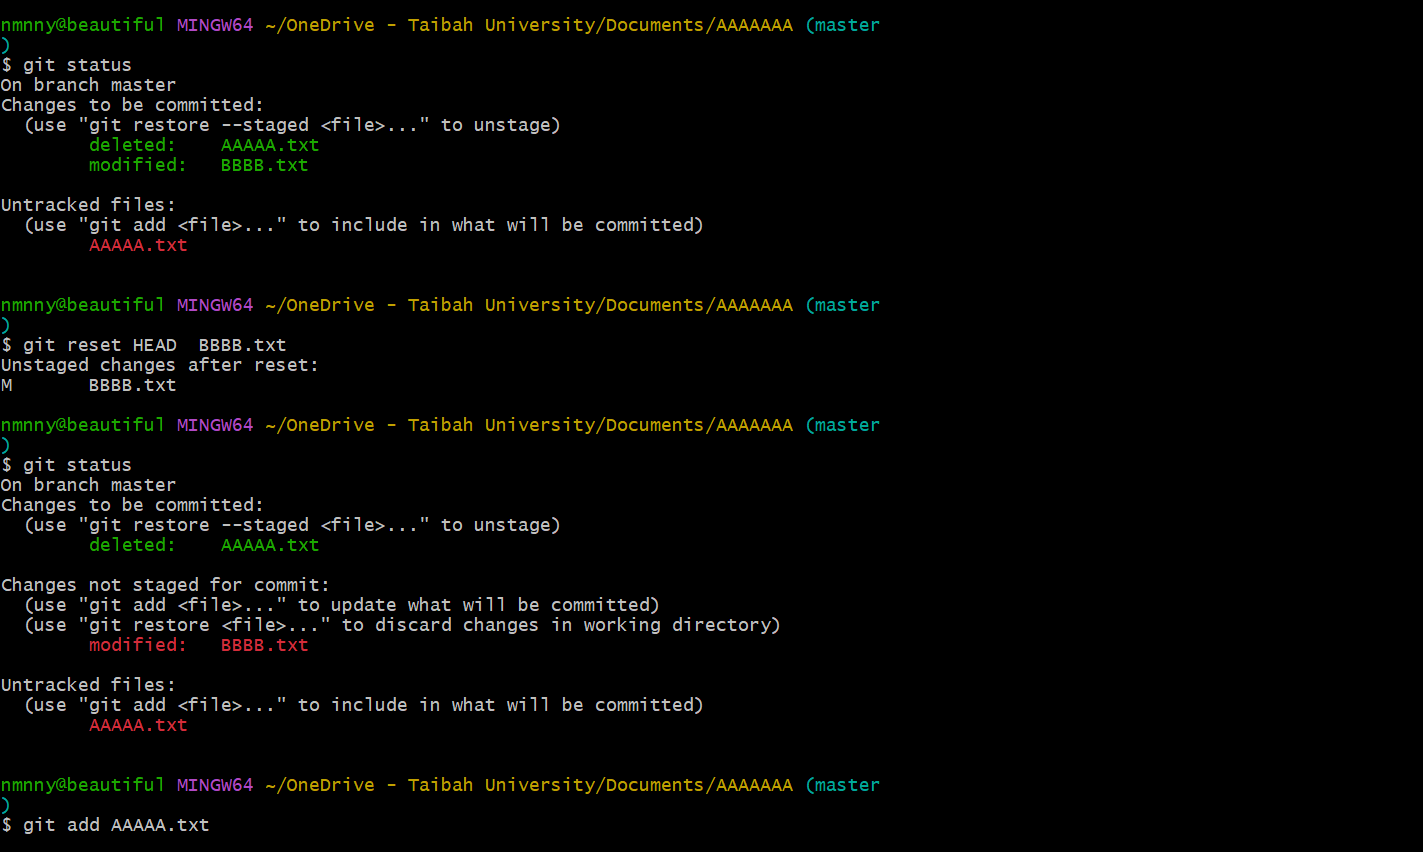 nmnny@beautiful MINGW64 ~/OneDrive - Taibah University/Documents/AAAAAAA (master
)
$ git status
On branch master
Changes to be committed:
  (use "git restore --staged <file>..." to unstage)
        deleted:    AAAAA.txt
        modified:   BBBB.txt

Untracked files:
  (use "git add <file>..." to include in what will be committed)
        AAAAA.txt


nmnny@beautiful MINGW64 ~/OneDrive - Taibah University/Documents/AAAAAAA (master
)
$ git reset HEAD  BBBB.txt
Unstaged changes after reset:
M       BBBB.txt

nmnny@beautiful MINGW64 ~/OneDrive - Taibah University/Documents/AAAAAAA (master
)
$ git status
On branch master
Changes to be committed:
  (use "git restore --staged <file>..." to unstage)
        deleted:    AAAAA.txt

Changes not staged for commit:
  (use "git add <file>..." to update what will be committed)
  (use "git restore <file>..." to discard changes in working directory)
        modified:   BBBB.txt

Untracked files:
  (use "git add <file>..." to include in what will be committed)
        AAAAA.txt


nmnny@beautiful MINGW64 ~/OneDrive - Taibah University/Documents/AAAAAAA (master
)
$ git add AAAAA.txt